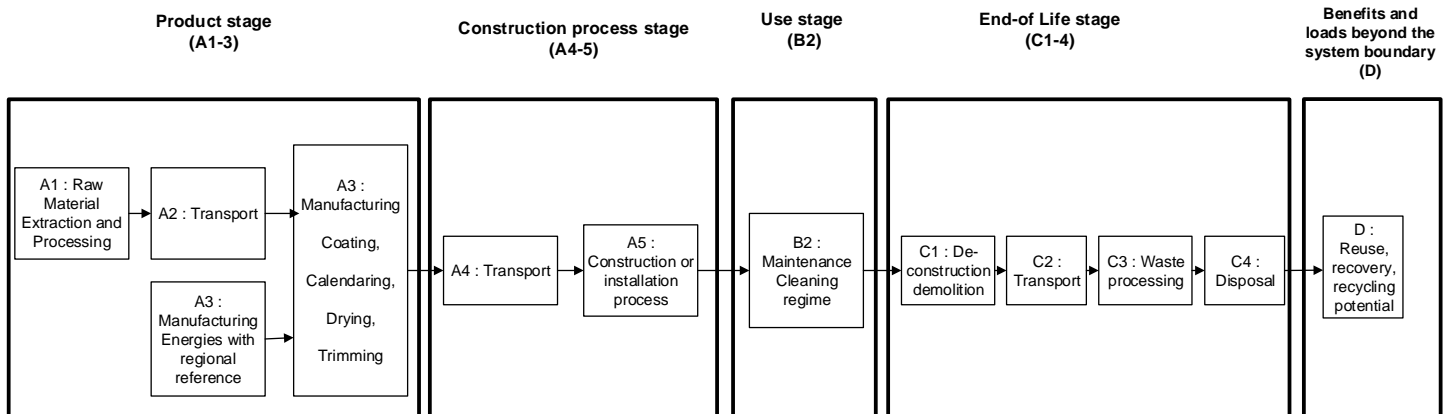 Product stage
(A1-3)
Construction process stage
(A4-5)
Use stage
(B2)
End-of Life stage
(C1-4)
Benefits and
loads beyond the
system boundary
(D)
A1 : Raw
Material
Extraction and
Processing
A2 : Transport
A3 :
Manufacturing
Energies with
regional
reference
A3 :
Manufacturing
Coating,
Calendaring,
Drying,
Trimming
A4 : Transport
A5 :
Construction or
installation
process
B2 :
Maintenance
Cleaning
regime
C1 : De-
construction
demolition
C2 :
Transport
C3 : Waste
processing
C4 :
Disposal
D :
Reuse,
recovery,
recycling
potential